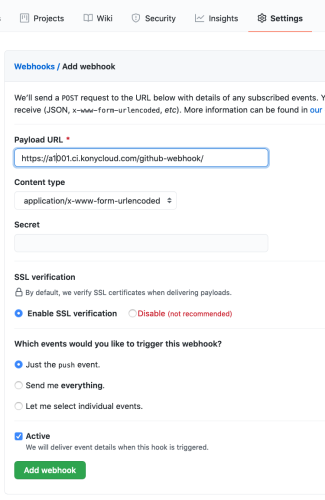 Projects Wiki Security Insights Settings
Webhooks / Add webhook
We'll send a POST request to the URL below with details of any subscribed events. Y
receive (JSON, x-www-form-urlencoded, etc). More information can be found in our
Payload URL *
https://a1001.ci.konycloud.com/github-webhook/
Content type
application/x-www-form-urlencoded
Secret
SSL verification
By default, we verify SSL certificates when delivering payloads.
Enable SSL verification Disable (not recommended)
Which events would you like to trigger this webhook?
Just the push event.
Send me everything.
Let me select individual events.
Active
We will deliver event details when this hook is triggered.
Add webhook